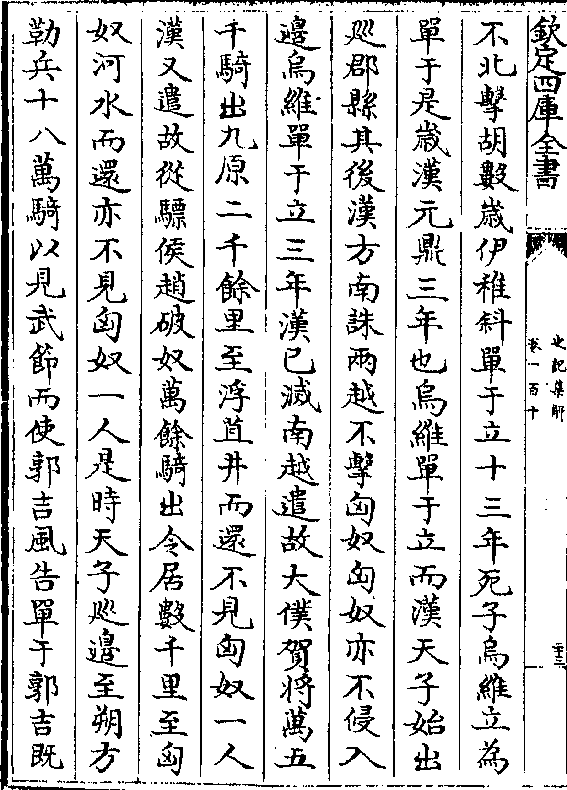 欽定四庫全書
史記集解
卷一百十
二十三
不北擊胡數歲伊稚斜單于立十三年死子烏維立為
單于是歲漢元鼎三年也烏維單于立而漢天子始出
廵郡縣其後漢方南誅兩越不擊匈奴匈奴亦不侵入
邊烏維單于立三年漢已滅南越遣故大僕賀將萬五
千騎出九原二千餘里至浮苴井而還不見匈奴一人
漢又遣故從驃侯趙破奴萬餘騎出令居數千里至匈
奴河水而還亦不見匈奴一人是時天子廵邊至朔方
勒兵十八萬騎以見武節而使郭吉風告單于郭吉既